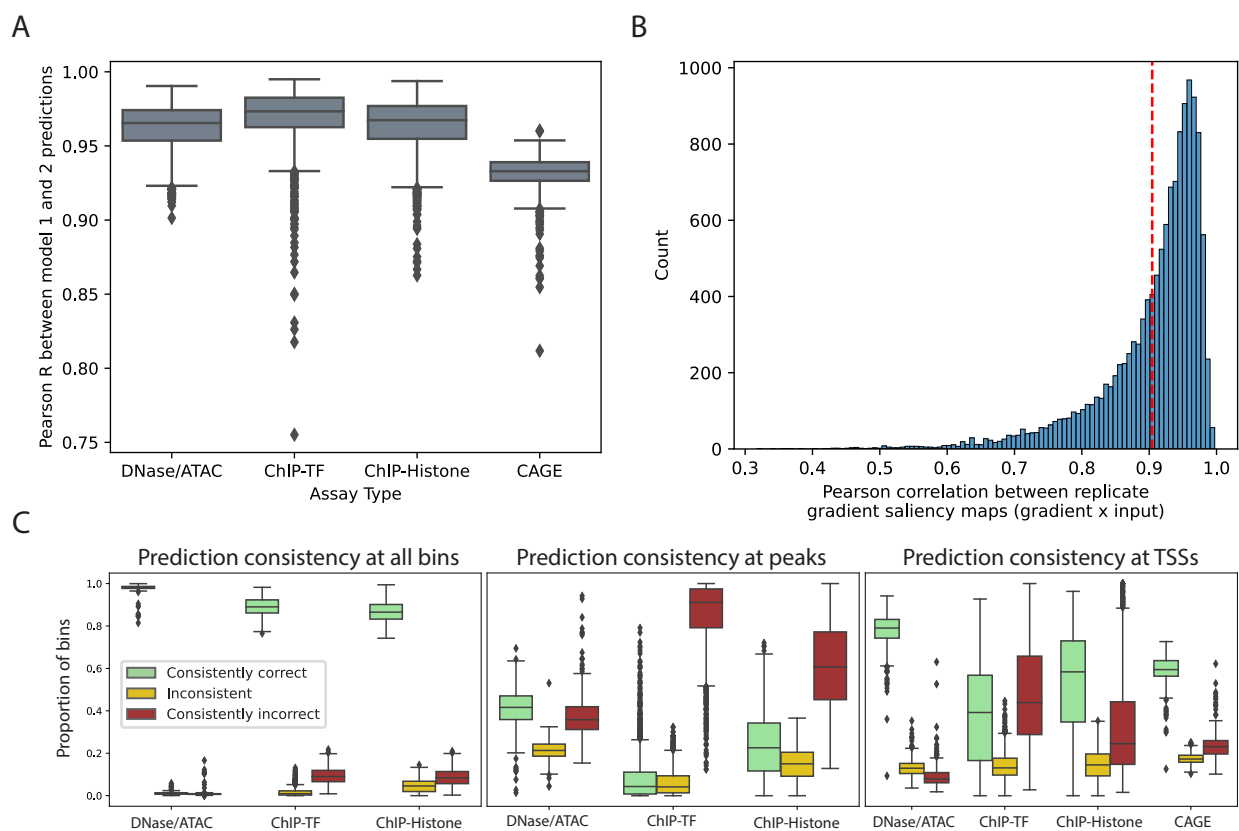 A
Pearson R between model 1 and 2 predictions
1.00
0.95
0.90
0.85
0.80
0.75
DNase/ATAC ChIP-TF ChIP-Histone CAGE
Assay Type
B
Count
1000
800
600
400
200
0
0.3 0.4 0.5 0.6 0.7 0.8 0.9 1.0
Pearson correlation between replicate
gradient saliency maps (gradient x input)
C
Proportion of bins
Prediction consistency at all bins
1.0
0.8
0.6
0.4
0.2
0.0
Consistently correct
Inconsistent
Consistently incorrect
DNase/ATAC ChIP-TF ChIP-Histone
Prediction consistency at peaks
DNase/ATAC ChIP-TF ChIP-Histone
Prediction consistency at TSSs
DNase/ATAC ChIP-TF ChIP-Histone CAGE